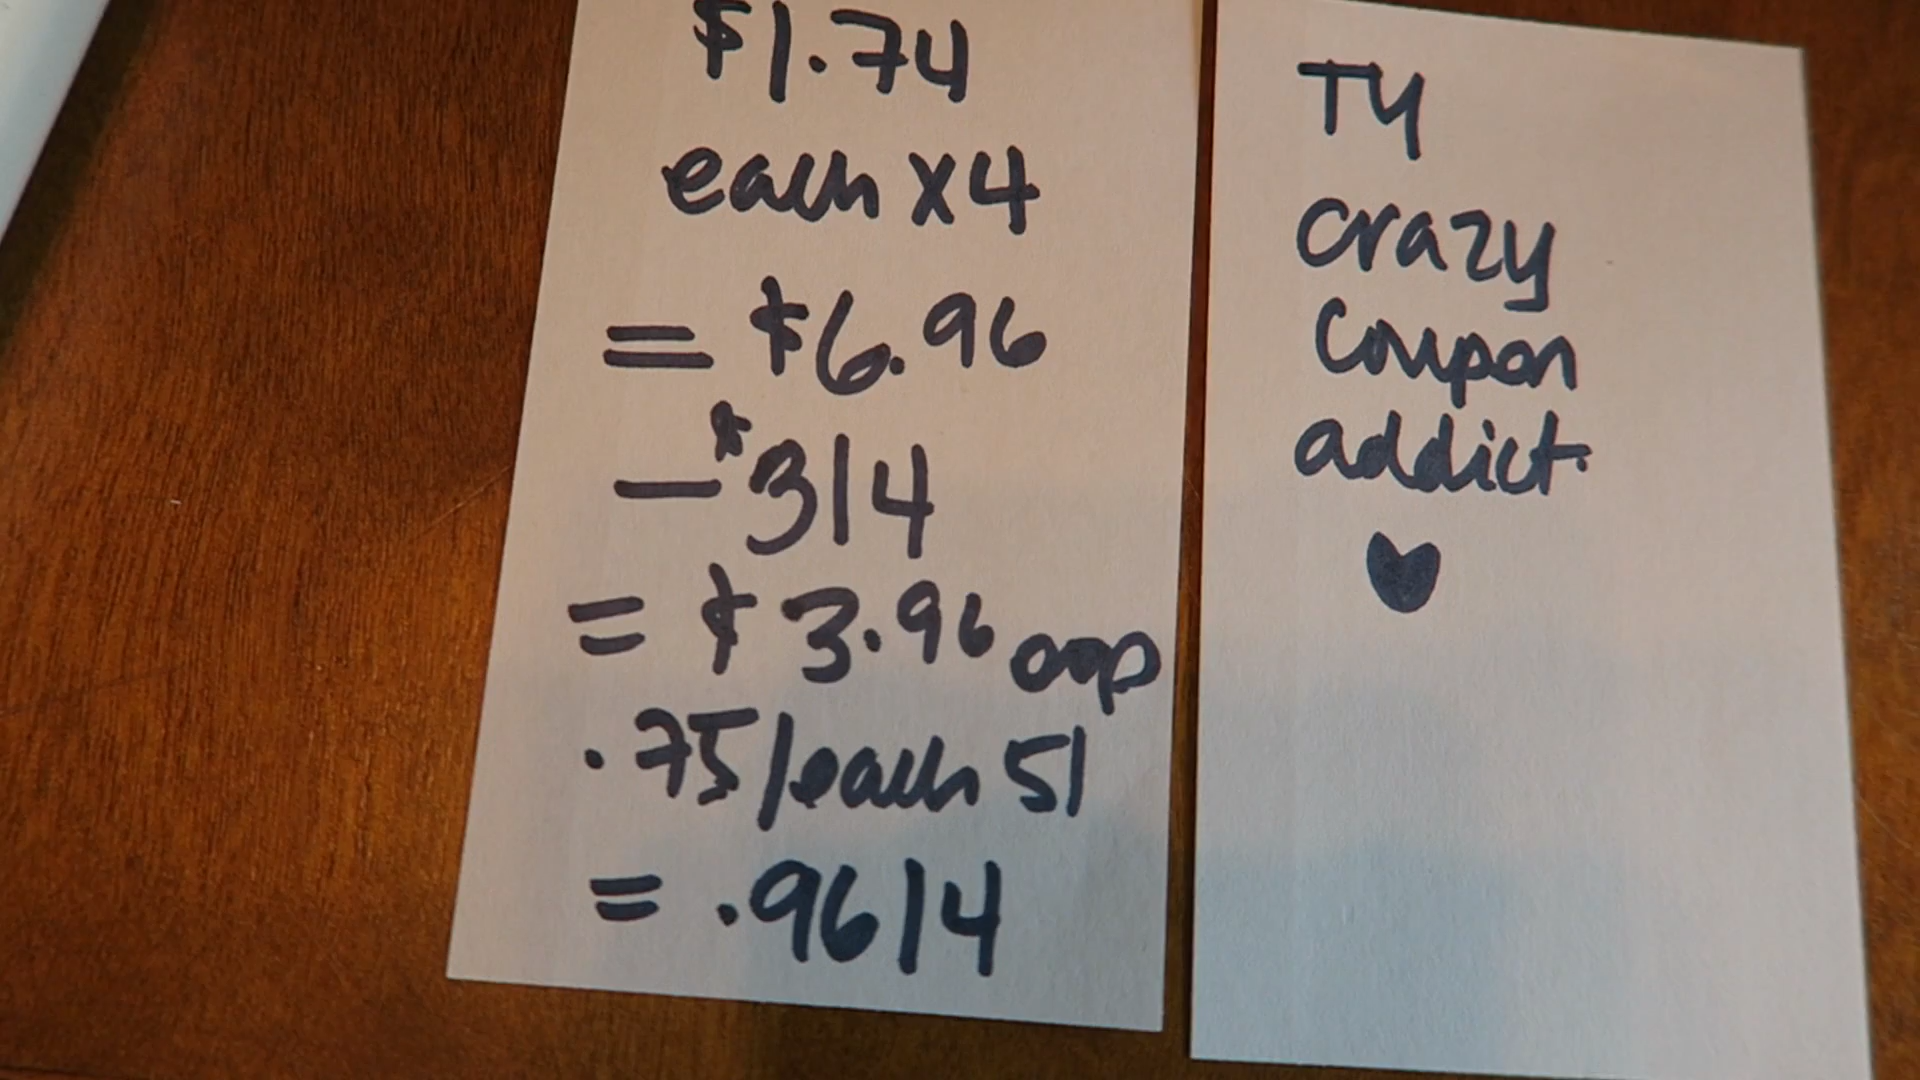 $1.74
each x4
= $6.96
- $3/4
= $3.96 oop
.75/each 51
= .96/4
TY
crazy
coupon
addict.
♥